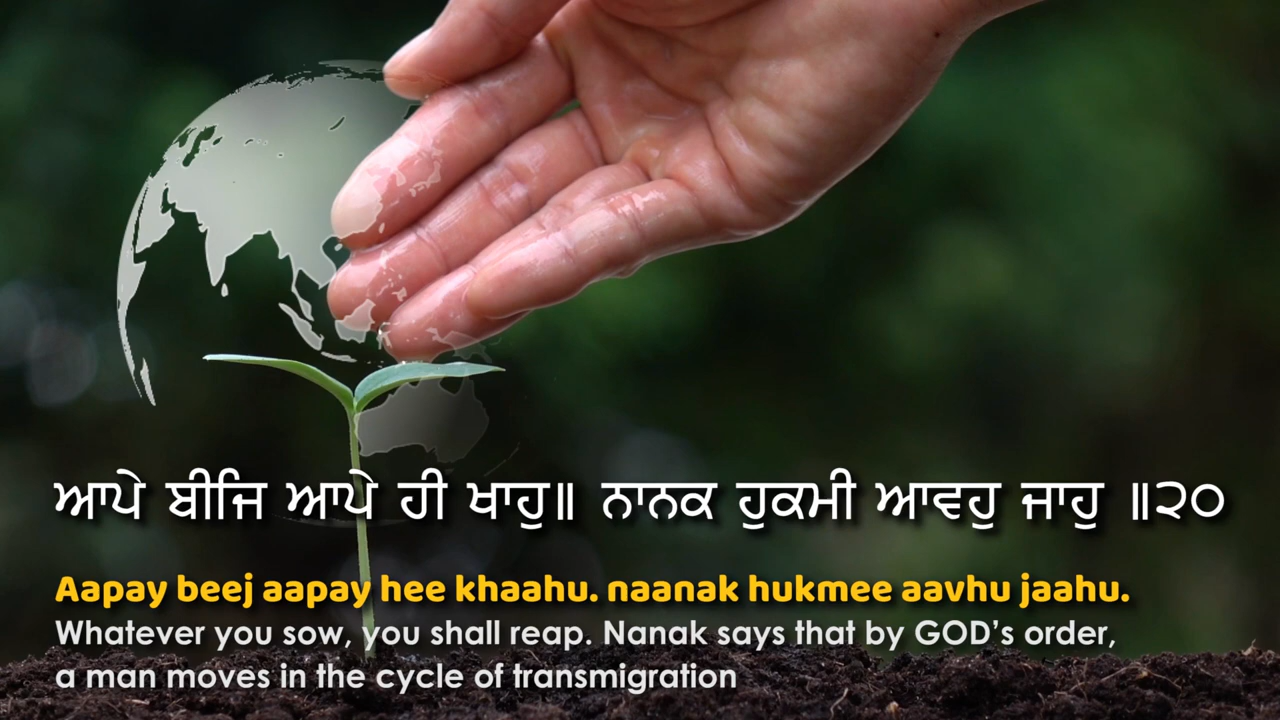 ਆਪੇ ਬੀਜਿ ਆਪੇ ਹੀ ਖਾਹੁ॥ ਨਾਨਕ ਹੁਕਮੀ ਆਵਹੁ ਜਾਹੁ ॥੨੦
Aapay beej aapay hee khaahu. naanak hukmee aavhu jaahu.
Whatever you sow, you shall reap. Nanak says that by GOD’s order,
a man moves in the cycle of transmigration